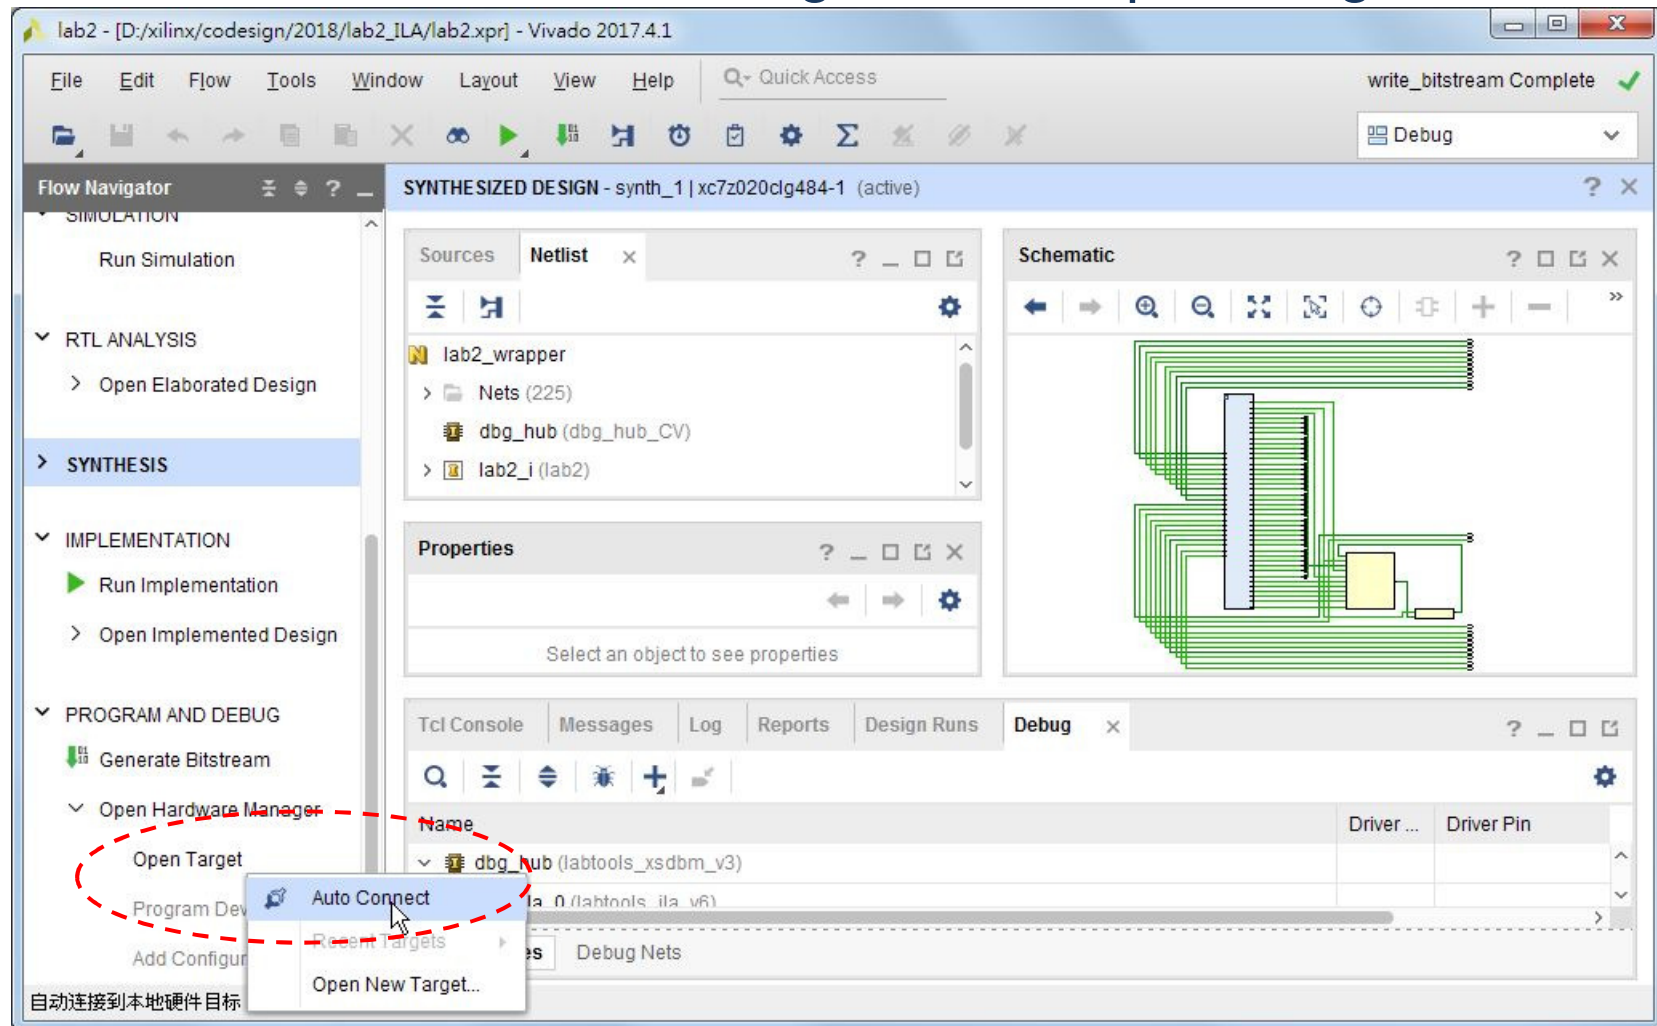 lab2 - [D:/xilinx/codesign/2018/lab2_ILA/lab2.xpr] - Vivado 2017.4.1
File Edit Flow Tools Window Layout View Help Quick Access write_bitstream Complete
Debug
Flow Navigator
SIMULATION
Run Simulation
RTL ANALYSIS
Open Elaborated Design
SYNTHESIS
IMPLEMENTATION
Run Implementation
Open Implemented Design
PROGRAM AND DEBUG
Generate Bitstream
Open Hardware Manager
Open Target
Program Dev
Add Configur
Auto Connect
Recent Targets
Open New Target...
SYNTHESIZED DESIGN - synth_1 | xc7z020clg484-1 (active)
Sources Netlist
lab2_wrapper
Nets (225)
dbg_hub (dbg_hub_CV)
lab2_i (lab2)
Properties
Select an object to see properties
Schematic
Tcl Console Messages Log Reports Design Runs Debug
Name Driver ... Driver Pin
dbg_hub (labtools_xsdbm_v3)
la_0 (labtools_ila_v6)
es Debug Nets
自动连接到本地硬件目标